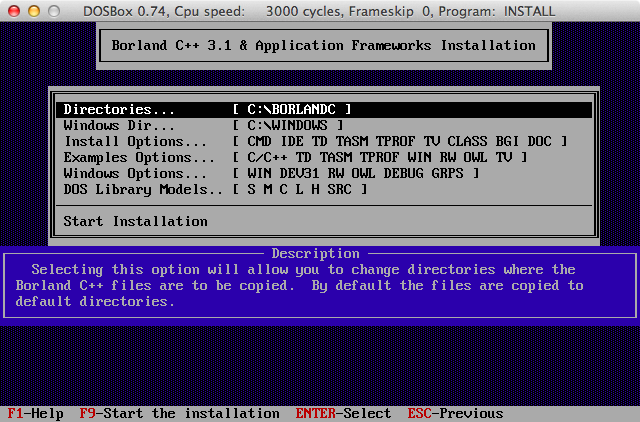 DOSBox 0.74, Cpu speed: 3000 cycles, Frameskip 0, Program: INSTALL
Borland C++ 3.1 & Application Frameworks Installation
Directories... [ C:\BORLANDC ]
Windows Dir... [ C:\WINDOWS ]
Install Options... [ CMD IDE TD TASM TPROF TV CLASS BGI DOC ]
Examples Options... [ C/C++ TD TASM TPROF WIN RW OWL TV ]
Windows Options... [ WIN DEV31 RW OWL DEBUG GRPS ]
DOS Library Models.. [ S M C L H SRC ]
Start Installation
Description
Selecting this option will allow you to change directories where the
Borland C++ files are to be copied. By default the files are copied to
default directories.
F1-Help F9-Start the installation ENTER-Select ESC-Previous